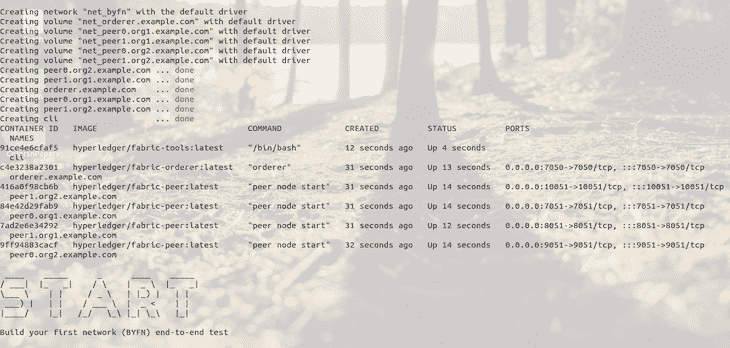 Creating network "net_byfn" with the default driver
Creating volume "net_orderer.example.com" with default driver
Creating volume "net_peer0.org1.example.com" with default driver
Creating volume "net_peer1.org1.example.com" with default driver
Creating volume "net_peer0.org2.example.com" with default driver
Creating volume "net_peer1.org2.example.com" with default driver
Creating peer0.org2.example.com ... done
Creating peer1.org1.example.com ... done
Creating orderer.example.com ... done
Creating peer0.org1.example.com ... done
Creating peer1.org2.example.com ... done
Creating cli ... done
CONTAINER ID IMAGE COMMAND CREATED STATUS PORTS
NAMES
91ce4e6cfaf5 hyperledger/fabric-tools:latest "/bin/bash" 12 seconds ago Up 4 seconds
cli
c4e3238a2301 hyperledger/fabric-orderer:latest "orderer" 31 seconds ago Up 13 seconds 0.0.0.0:7050->7050/tcp, :::7050->7050/tcp
orderer.example.com
416a0f98cb6b hyperledger/fabric-peer:latest "peer node start" 31 seconds ago Up 14 seconds 0.0.0.0:10051->10051/tcp, :::10051->10051/tcp
peer1.org2.example.com
84e42d29fab9 hyperledger/fabric-peer:latest "peer node start" 31 seconds ago Up 14 seconds 0.0.0.0:7051->7051/tcp, :::7051->7051/tcp
peer0.org1.example.com
7ad2e6e34292 hyperledger/fabric-peer:latest "peer node start" 31 seconds ago Up 12 seconds 0.0.0.0:8051->8051/tcp, :::8051->8051/tcp
peer1.org1.example.com
9ff94883cacf hyperledger/fabric-peer:latest "peer node start" 32 seconds ago Up 14 seconds 0.0.0.0:9051->9051/tcp, :::9051->9051/tcp
peer0.org2.example.com
START
Build your first network (BYFN) end-to-end test